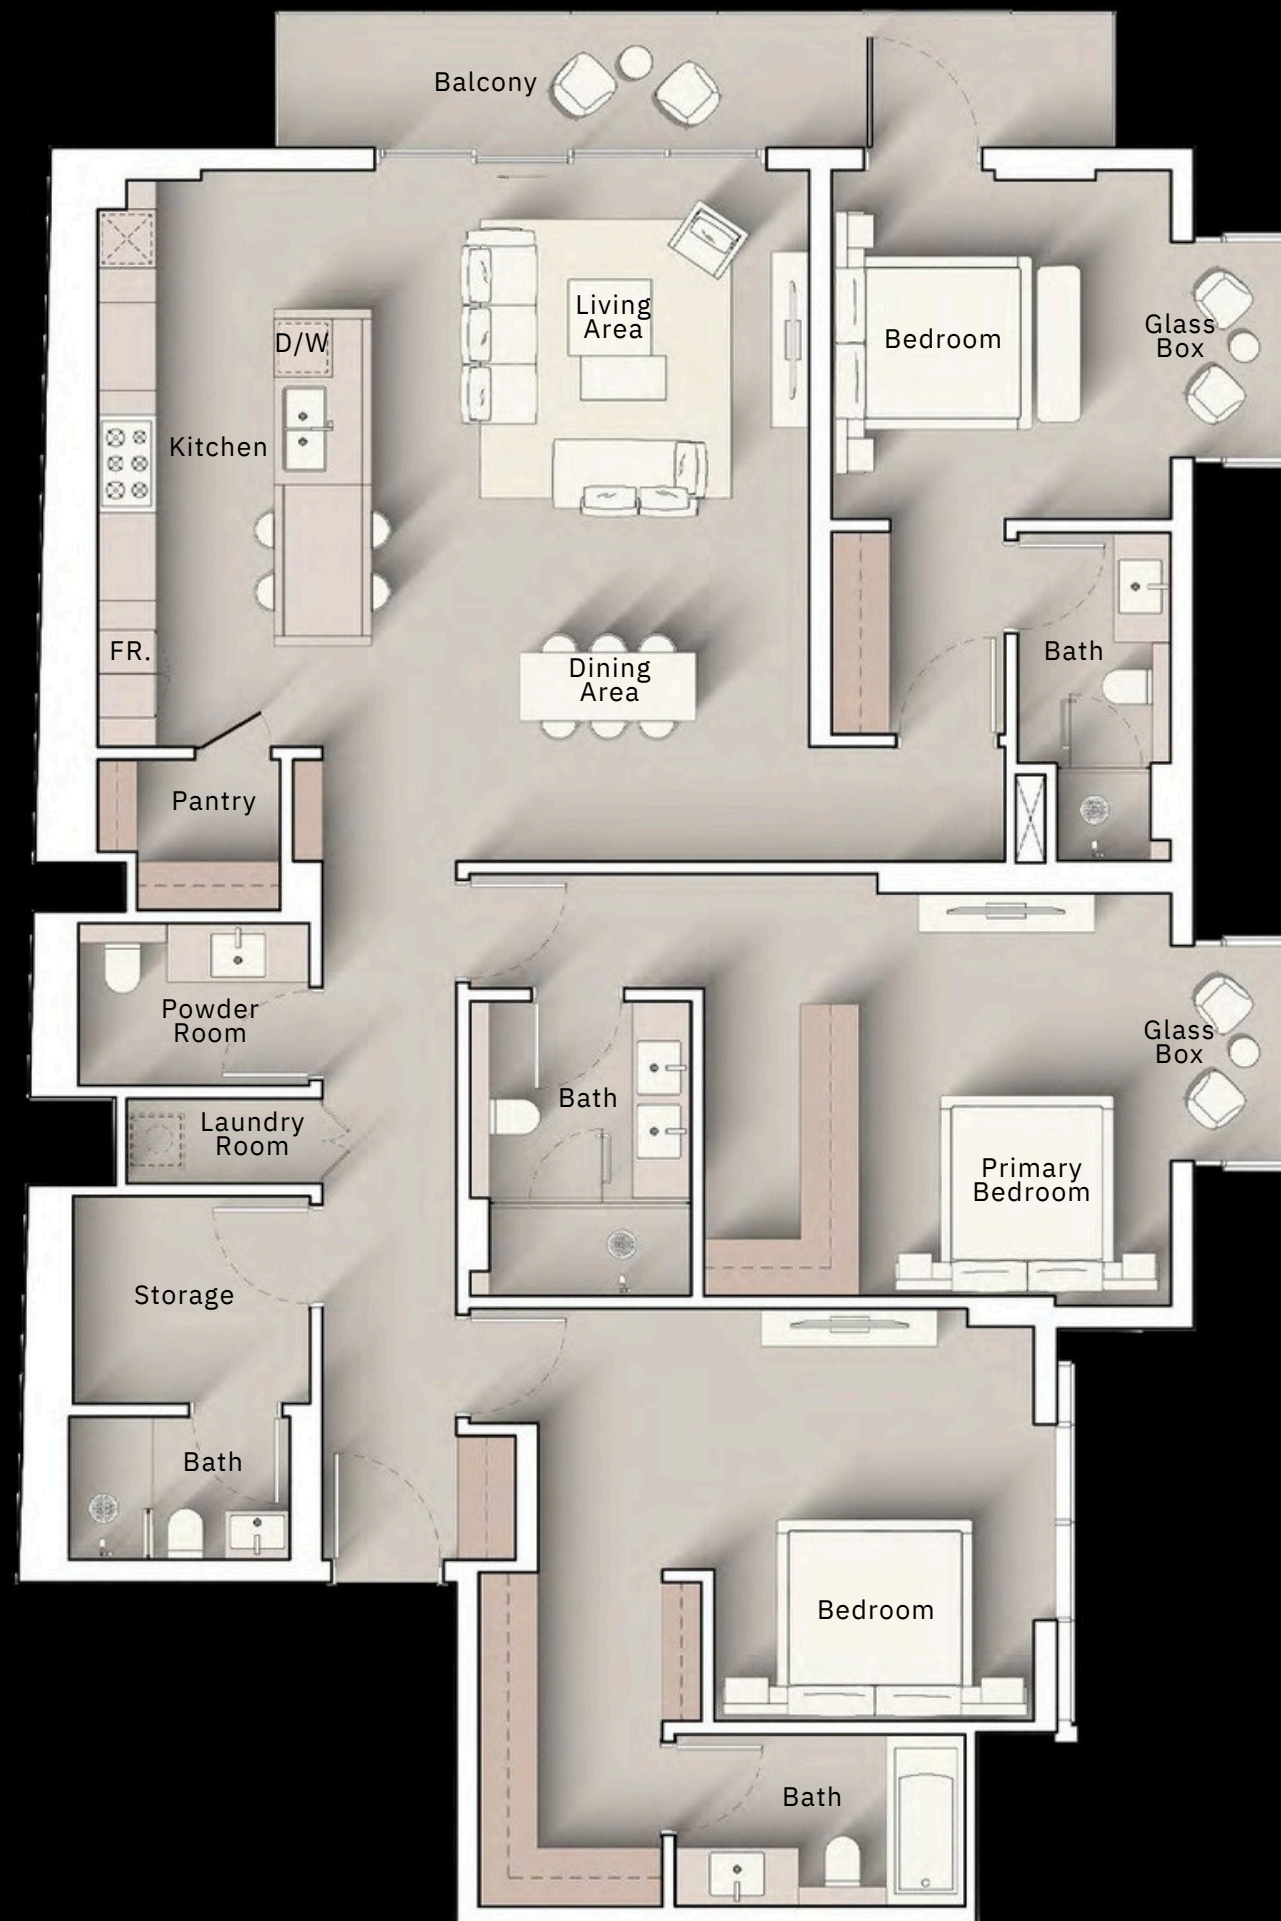 Balcony
Living
Area
D/W
Bedroom
Glass
Box
Kitchen
FR.
Dining
Area
Bath
Pantry
Powder
Room
Glass
Box
Bath
Laundry
Room
Primary
Bedroom
Storage
Bath
Bedroom
Bath